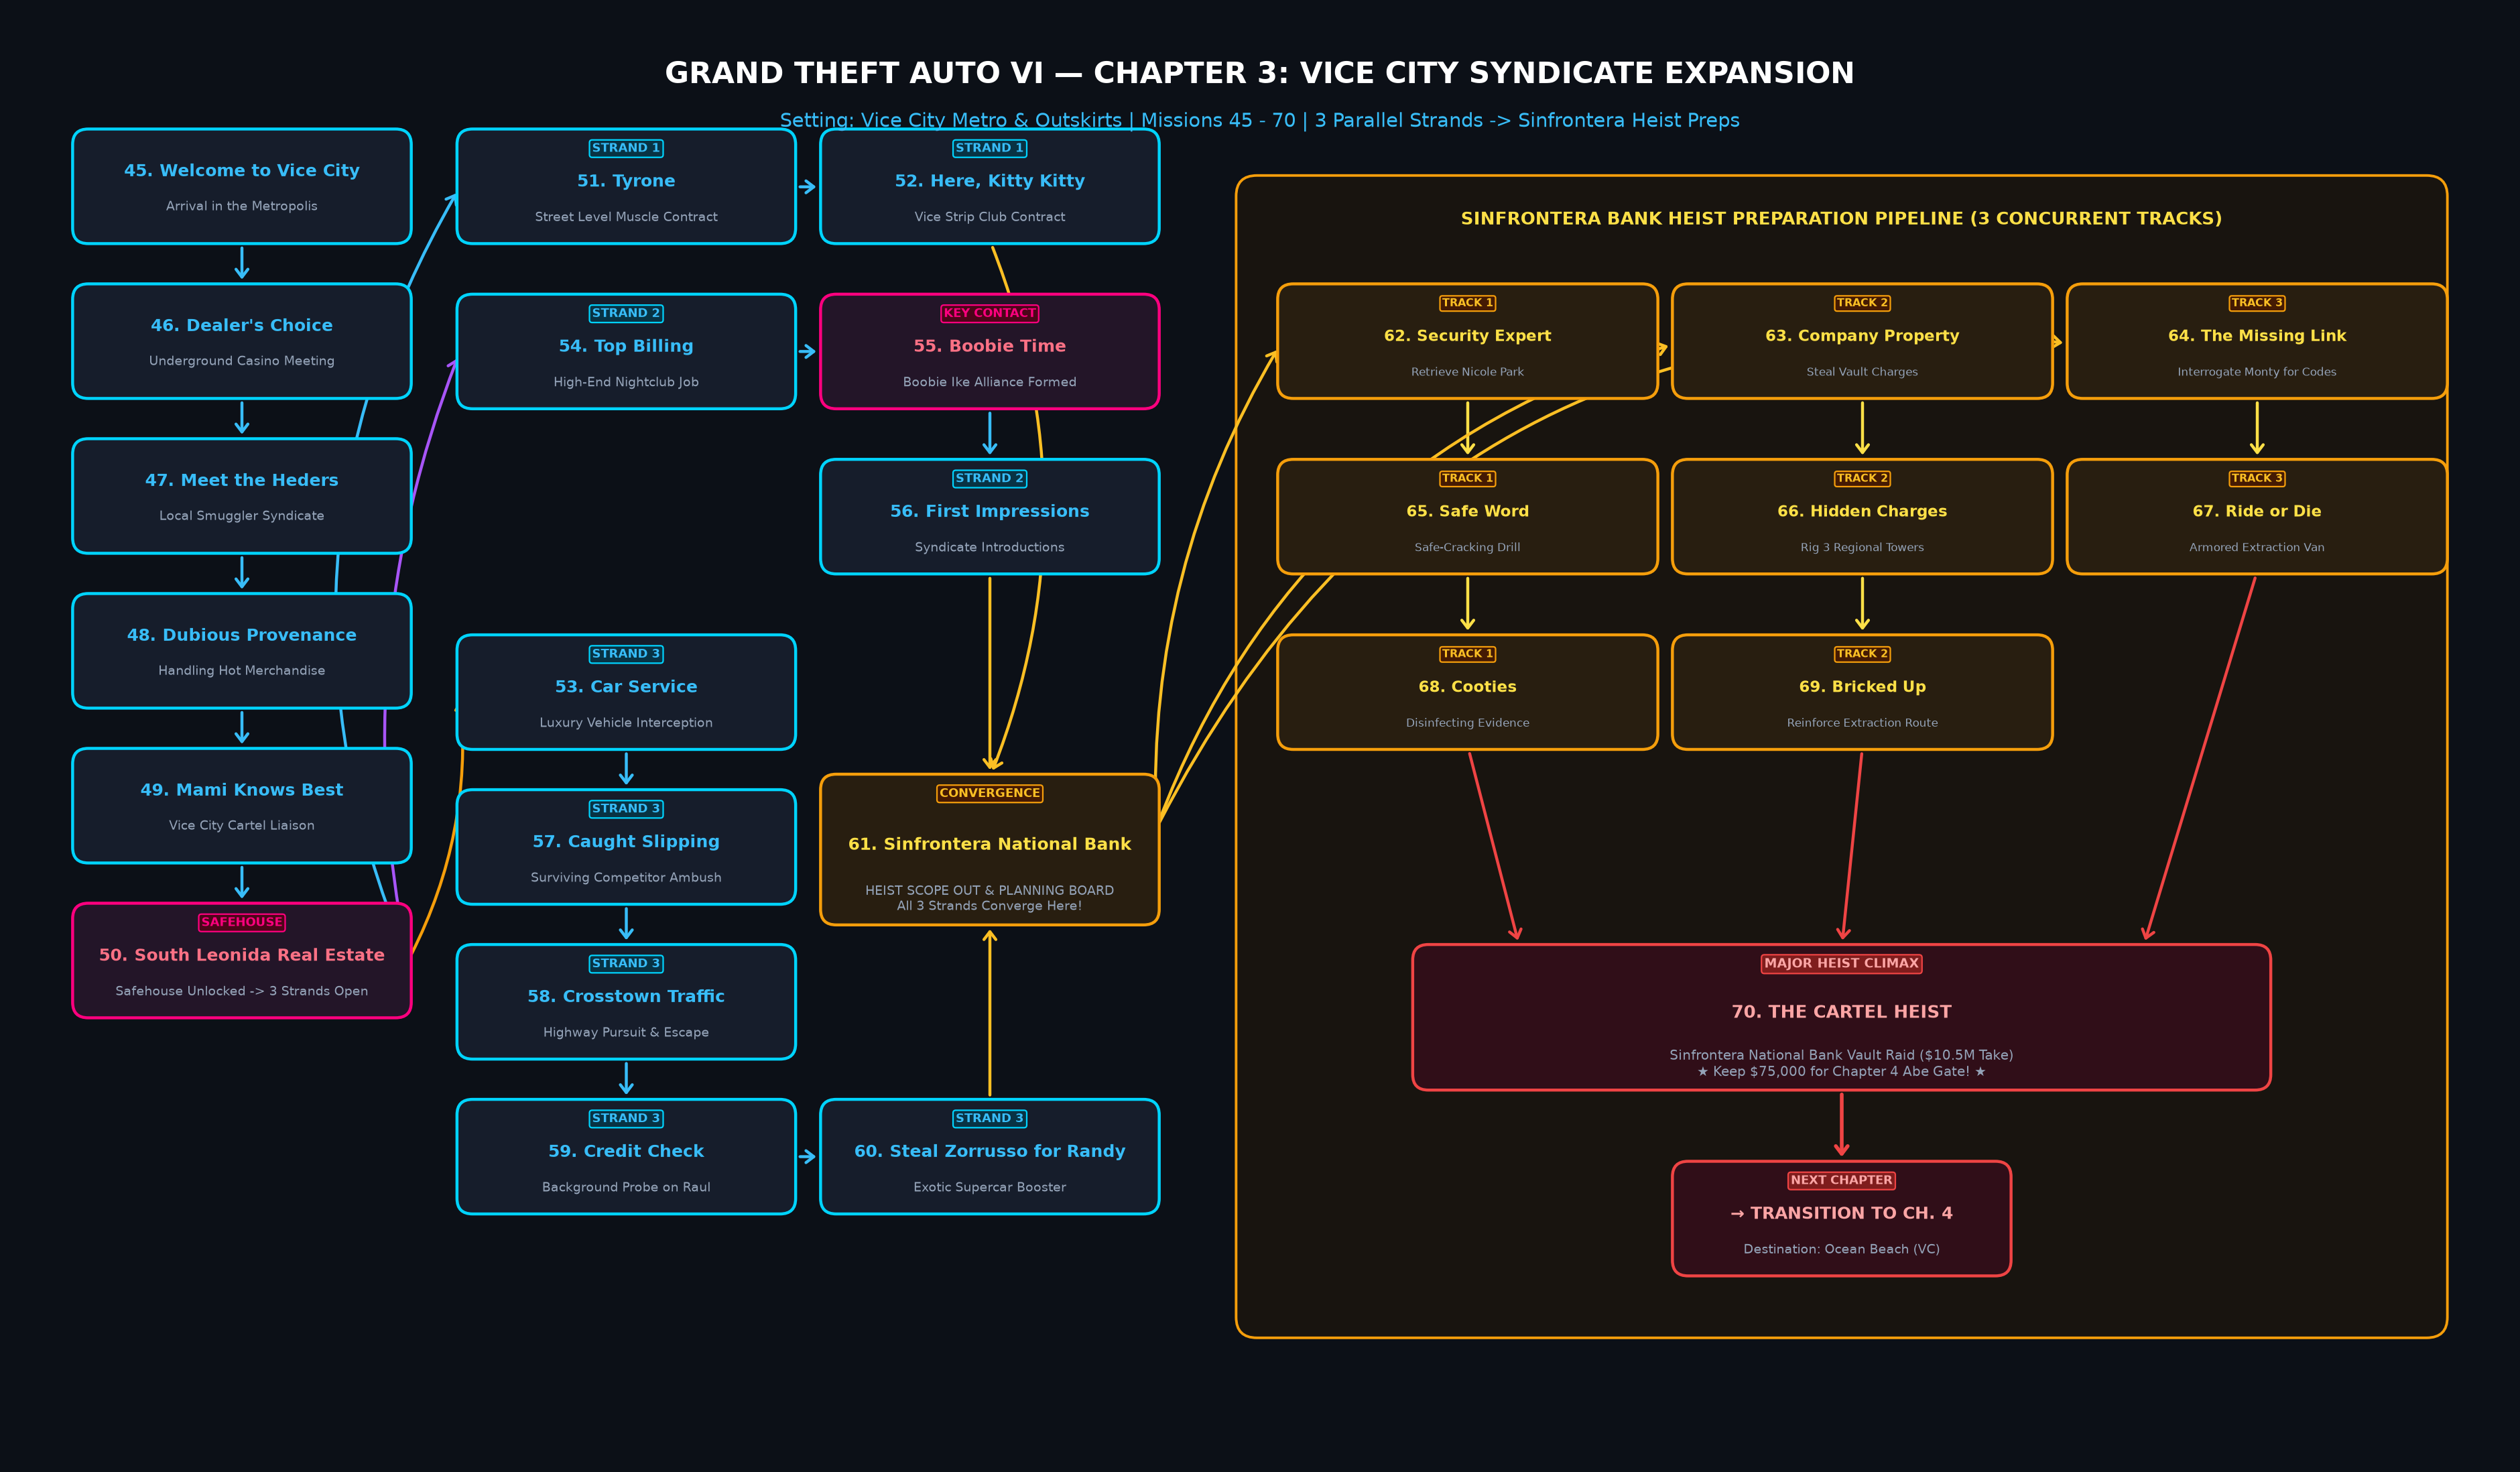 GRAND THEFT AUTO VI — CHAPTER 3: VICE CITY SYNDICATE EXPANSION
Setting: Vice City Metro & Outskirts | Missions 45 - 70 | 3 Parallel Strands -> Sinfrontera Heist Preps
45. Welcome to Vice City
Arrival in the Metropolis
46. Dealer's Choice
Underground Casino Meeting
47. Meet the Heders
Local Smuggler Syndicate
48. Dubious Provenance
Handling Hot Merchandise
49. Mami Knows Best
Vice City Cartel Liaison
SAFEHOUSE
50. South Leonida Real Estate
Safehouse Unlocked -> 3 Strands Open
STRAND 1
51. Tyrone
Street Level Muscle Contract
STRAND 1
52. Here, Kitty Kitty
Vice Strip Club Contract
STRAND 2
54. Top Billing
High-End Nightclub Job
KEY CONTACT
55. Boobie Time
Boobie Ike Alliance Formed
STRAND 2
56. First Impressions
Syndicate Introductions
STRAND 3
53. Car Service
Luxury Vehicle Interception
STRAND 3
57. Caught Slipping
Surviving Competitor Ambush
STRAND 3
58. Crosstown Traffic
Highway Pursuit & Escape
STRAND 3
59. Credit Check
Background Probe on Raul
STRAND 3
60. Steal Zorrusso for Randy
Exotic Supercar Booster
CONVERGENCE
61. Sinfrontera National Bank
HEIST SCOPE OUT & PLANNING BOARD
All 3 Strands Converge Here!
SINFRONTERA BANK HEIST PREPARATION PIPELINE (3 CONCURRENT TRACKS)
TRACK 1
62. Security Expert
Retrieve Nicole Park
TRACK 2
63. Company Property
Steal Vault Charges
TRACK 3
64. The Missing Link
Interrogate Monty for Codes
TRACK 1
65. Safe Word
Safe-Cracking Drill
TRACK 2
66. Hidden Charges
Rig 3 Regional Towers
TRACK 3
67. Ride or Die
Armored Extraction Van
TRACK 1
68. Cooties
Disinfecting Evidence
TRACK 2
69. Bricked Up
Reinforce Extraction Route
MAJOR HEIST CLIMAX
70. THE CARTEL HEIST
Sinfrontera National Bank Vault Raid ($10.5M Take)
★ Keep $75,000 for Chapter 4 Abe Gate! ★
NEXT CHAPTER
→ TRANSITION TO CH. 4
Destination: Ocean Beach (VC)